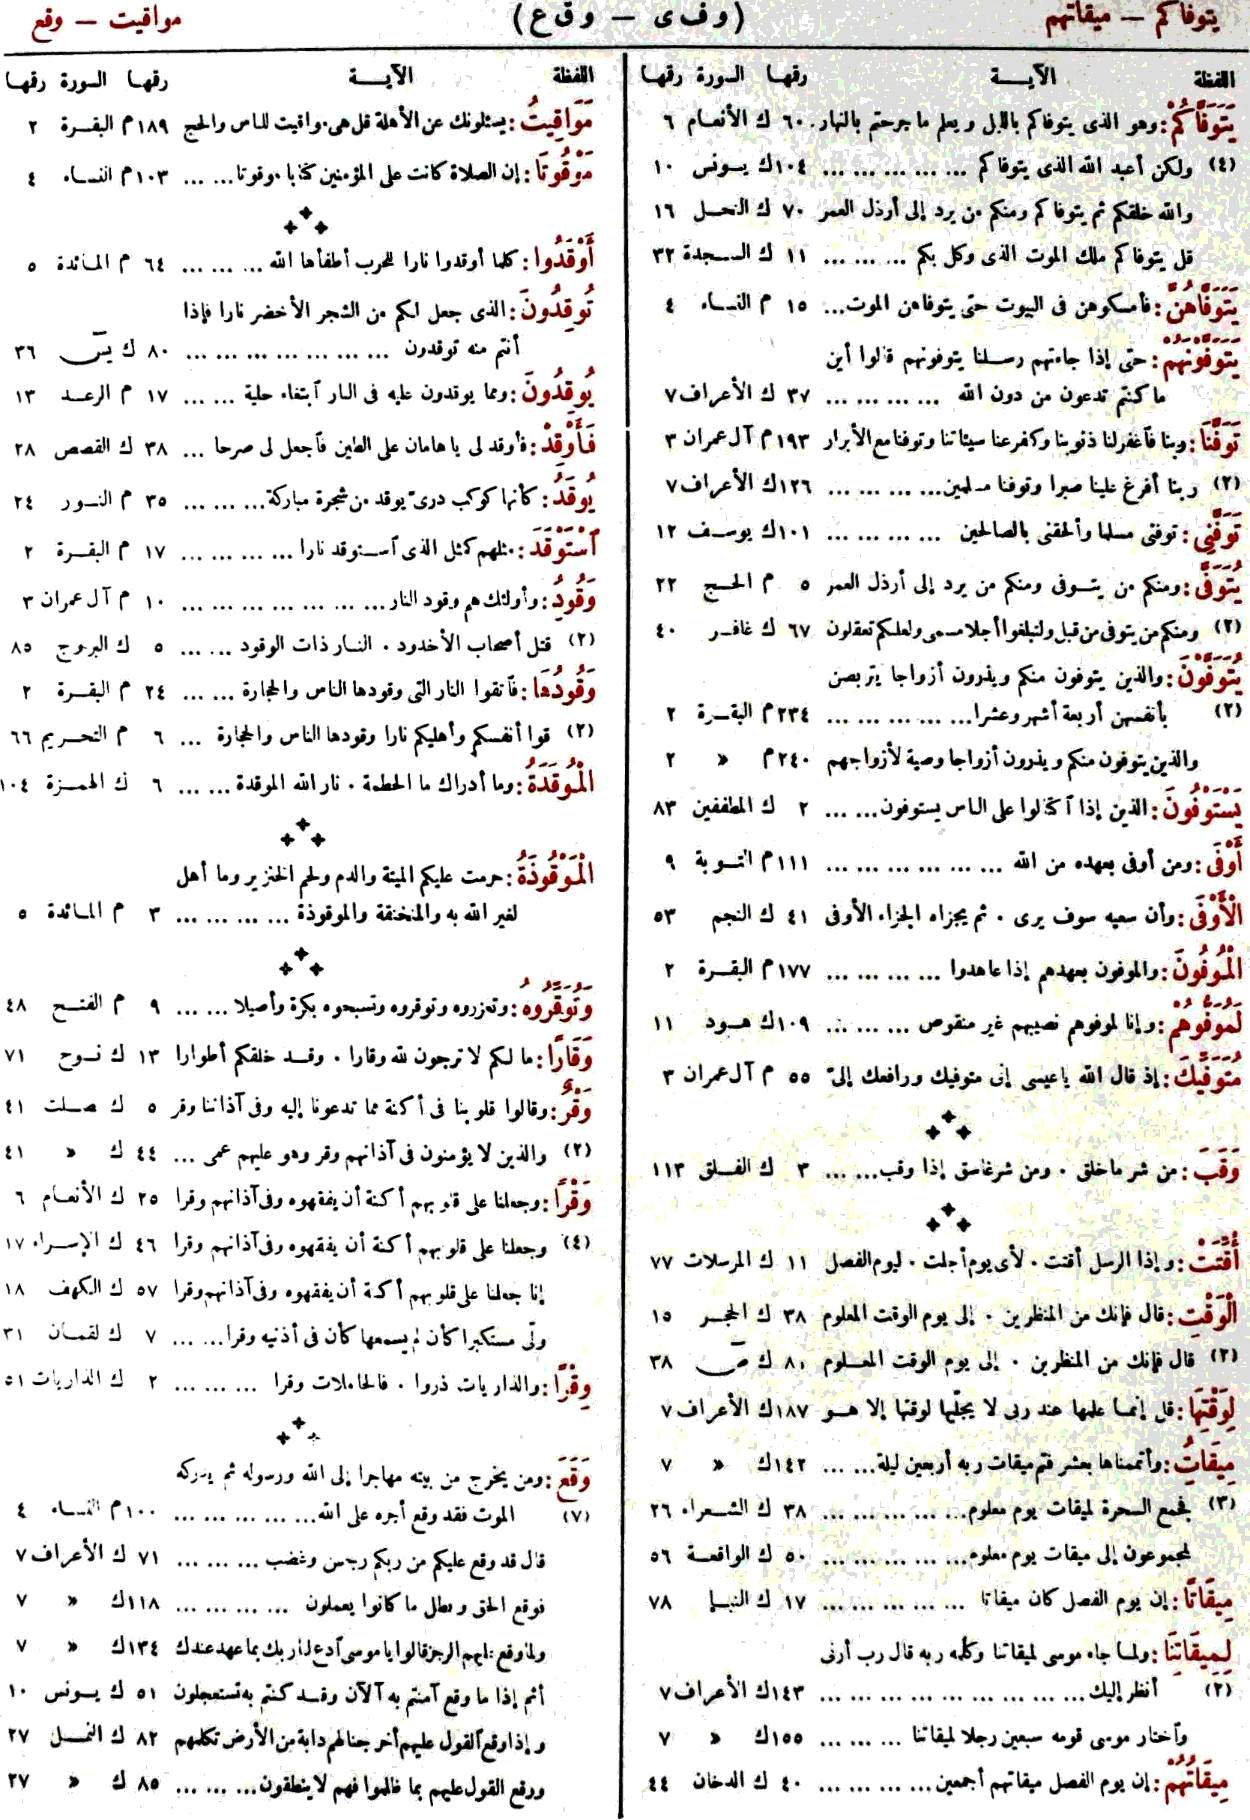 يتوفاكم — ميقاتهم
(وفى — وقع)
مواقيت — وقع
اللفظة الآيــة رقمها السورة رقمها
يَتَوَفَّاكُمْ: وهو الذى يتوفاكم بالليل ويعلم ما جرحتم بالنهار ٦٠ ك الأنعام ٦
(٤) ولكن أعبد الله الذى يتوفاكم ... ... ... ... ١٠٤ ك يونس ١٠
والله خلقكم ثم يتوفاكم ومنكم من يرد إلى أرذل العمر ٧٠ ك النحل ١٦
قل يتوفاكم ملك الموت الذى وكل بكم ... ... ... ١١ ك السجدة ٣٢
يَتَوَفَّاهُنَّ: فأمسكوهن فى البيوت حتى يتوفاهن الموت... ١٥ م النساء ٤
يَتَوَفَّوْنَهُمْ: حتى إذا جاءتهم رسلنا يتوفونهم قالوا أين
ما كنتم تدعون من دون الله ... ... ... ... ٣٧ ك الأعراف ٧
تَوَفَّنَا: ربنا فآغفر لنا ذنوبنا وكفر عنا سيئاتنا وتوفنا مع الأبرار ١٩٣ م آل عمران ٣
(٢) ربنا أفرغ علينا صبرا وتوفنا مسلمين... ... ... ... ١٢٦ ك الأعراف ٧
تَوَفَّنِى: توفنى مسلما وألحقنى بالصالحين ... ... ... ... ١٠١ ك يوسف ١٢
يُتَوَفَّى: ومنكم من يتوفى ومنكم من يرد إلى أرذل العمر ٥ م الحج ٢٢
(٢) ومنكم من يتوفى من قبل ولتبلغوا أجلا مسمى ولعلكم تعقلون ٦٧ ك غافر ٤٠
يُتَوَفَّوْنَ: والذين يتوفون منكم ويذرون أزواجا يتربصن
(٢) بأنفسهن أربعة أشهر وعشرا... ... ... ... ... ٢٣٤ م البقرة ٢
والذين يتوفون منكم ويذرون أزواجا وصية لأزواجهم ٢٤٠ م » ٢
يَسْتَوْفُونَ: الذين إذا آكتالوا على الناس يستوفون... ... ... ٢ ك المطففين ٨٣
أَوْفَى: ومن أوفى بعهده من الله ... ... ... ... ... ... ١١١ م التوبة ٩
الْأَوْفَى: وأن سعيه سوف يرى . ثم يجزاه الجزاء الأوفى ٤١ ك النجم ٥٣
الْمُوفُونَ: والموفون بعهدهم إذا عاهدوا ... ... ... ... ١٧٧ م البقرة ٢
لَمُوَفُّوهُمْ: وإنا لموفوهم نصيبهم غير منقوص ... ... ... ١٠٩ ك هود ١١
مُتَوَفِّيكَ: إذ قال الله ياعيسى إنى متوفيك ورافعك إلىّ ٥٥ م آل عمران ٣
وَقَبَ: من شر ما خلق . ومن شر غاسق إذا وقب... ... ... ٣ ك الفلق ١١٣
أُقِّتَتْ: وإذا الرسل أقتت . لأى يوم أجلت . ليوم الفصل ١١ ك المرسلات ٧٧
الْوَقْتِ: قال فإنك من المنظرين . إلى يوم الوقت المعلوم ٣٨ ك الحجر ١٥
(٢) قال فإنك من المنظرين . إلى يوم الوقت المعلوم ٨١ ك صۤ ٣٨
لِوَقْتِهَا: قل إنما علمها عند ربى لا يجلّيها لوقتها إلا هو ١٨٧ ك الأعراف ٧
مِيقَاتُ: وأتممناها بعشر فتم ميقات ربه أربعين ليلة... ... ... ١٤٢ ك » ٧
(٣) فجمع السحرة لميقات يوم معلوم... ... ... ... ... ٣٨ ك الشعراء ٢٦
لمجموعون إلى ميقات يوم معلوم... ... ... ... ... ٥٠ ك الواقعة ٥٦
مِيقَاتًا: إن يوم الفصل كان ميقاتا ... ... ... ... ... ١٧ ك النبإ ٧٨
لِمِيقَاتِنَا: ولما جاء موسى لميقاتنا وكلمه ربه قال رب أرنى
(٢) أنظر إليك... ... ... ... ... ... ... ... ١٤٣ ك الأعراف ٧
وآختار موسى قومه سبعين رجلا لميقاتنا ... ... ... ١٥٥ ك » ٧
مِيقَاتُهُمْ: إن يوم الفصل ميقاتهم أجمعين... ... ... ... ٤٠ ك الدخان ٤٤
اللفظة الآيــة رقمها السورة رقمها
مَوَاقِيتُ: يسئلونك عن الأهلة قل هى مواقيت للناس والحج ١٨٩ م البقرة ٢
مَوْقُوتًا: إن الصلاة كانت على المؤمنين كتابا موقوتا... ... ... ١٠٣ م النساء ٤
أَوْقَدُوا: كلما أوقدوا نارا للحرب أطفأها الله ... ... ... ٦٤ م المائدة ٥
تُوقِدُونَ: الذى جعل لكم من الشجر الأخضر نارا فإذا
أنتم منه توقدون ... ... ... ... ... ... ... ٨٠ ك يسۤ ٣٦
يُوقِدُونَ: ومما يوقدون عليه فى النار آبتغاء حلية ... ... ١٧ م الرعد ١٣
فَأَوْقِدْ: فأوقد لى ياهامان على الطين فآجعل لى صرحا ... ٣٨ ك القصص ٢٨
يُوقَدُ: كأنها كوكب درىّ يوقد من شجرة مباركة... ... ... ٣٥ م النور ٢٤
آسْتَوْقَدَ: مثلهم كمثل الذى آستوقد نارا ... ... ... ... ١٧ م البقرة ٢
وَقُودُ: وأولئك هم وقود النار... ... ... ... ... ... ... ١٠ م آل عمران ٣
(٢) قتل أصحاب الأخدود . النار ذات الوقود ... ... ٥ ك البروج ٨٥
وَقُودُهَا: فآتقوا النار التى وقودها الناس والحجارة ... ... ٢٤ م البقرة ٢
(٢) قوا أنفسكم وأهليكم نارا وقودها الناس والحجارة ... ٦ م التحريم ٦٦
الْمُوقَدَةُ: وما أدراك ما الحطمة . نار الله الموقدة ... ... ٦ ك الهمزة ١٠٤
الْمَوْقُوذَةُ: حرمت عليكم الميتة والدم ولحم الخنزير وما أهل
لغير الله به والمنخنقة والموقوذة ... ... ... ... ٣ م المائدة ٥
وَتُوَقِّرُوهُ: وتعزروه وتوقروه وتسبحوه بكرة وأصيلا ... ... ٩ م الفتح ٤٨
وَقَارًا: ما لكم لا ترجون لله وقارا . وقد خلقكم أطوارا ١٣ ك نوح ٧١
وَقْرٌ: وقالوا قلوبنا فى أكنة مما تدعونا إليه وفى آذاننا وقر ٥ ك فصلت ٤١
(٢) والذين لا يؤمنون فى آذانهم وقر وهو عليهم عمى ... ٤٤ ك » ٤١
وَقْرًا: وجعلنا على قلوبهم أكنة أن يفقهوه وفى آذانهم وقرا ٢٥ ك الأنعام ٦
(٤) وجعلنا على قلوبهم أكنة أن يفقهوه وفى آذانهم وقرا ٤٦ ك الإسراء ١٧
إنا جعلنا على قلوبهم أكنة أن يفقهوه وفى آذانهم وقرا ٥٧ ك الكهف ١٨
ولّى مستكبرا كأن لم يسمعها كأن فى أذنيه وقرا... ... ... ٧ ك لقمان ٣١
وِقْرًا: والذاريات ذروا . فالحاملات وقرا ... ... ... ... ٢ ك الذاريات ٥١
وَقَعَ: ومن يخرج من بيته مهاجرا إلى الله ورسوله ثم يدركه
(٧) الموت فقد وقع أجره على الله... ... ... ... ... ١٠٠ م النساء ٤
قال قد وقع عليكم من ربكم رجس وغضب ... ... ... ... ٧١ ك الأعراف ٧
فوقع الحق وبطل ما كانوا يعملون ... ... ... ... ١١٨ ك » ٧
ولما وقع عليهم الرجز قالوا ياموسى آدع لنا ربك بما عهد عندك ١٣٤ ك » ٧
أثم إذا ما وقع آمنتم به آلآن وقد كنتم به تستعجلون ٥١ ك يونس ١٠
وإذا وقع القول عليهم أخرجنا لهم دابة من الأرض تكلمهم ٨٢ ك النمل ٢٧
ووقع القول عليهم بما ظلموا فهم لا ينطقون... ... ... ... ٨٥ ك » ٢٧